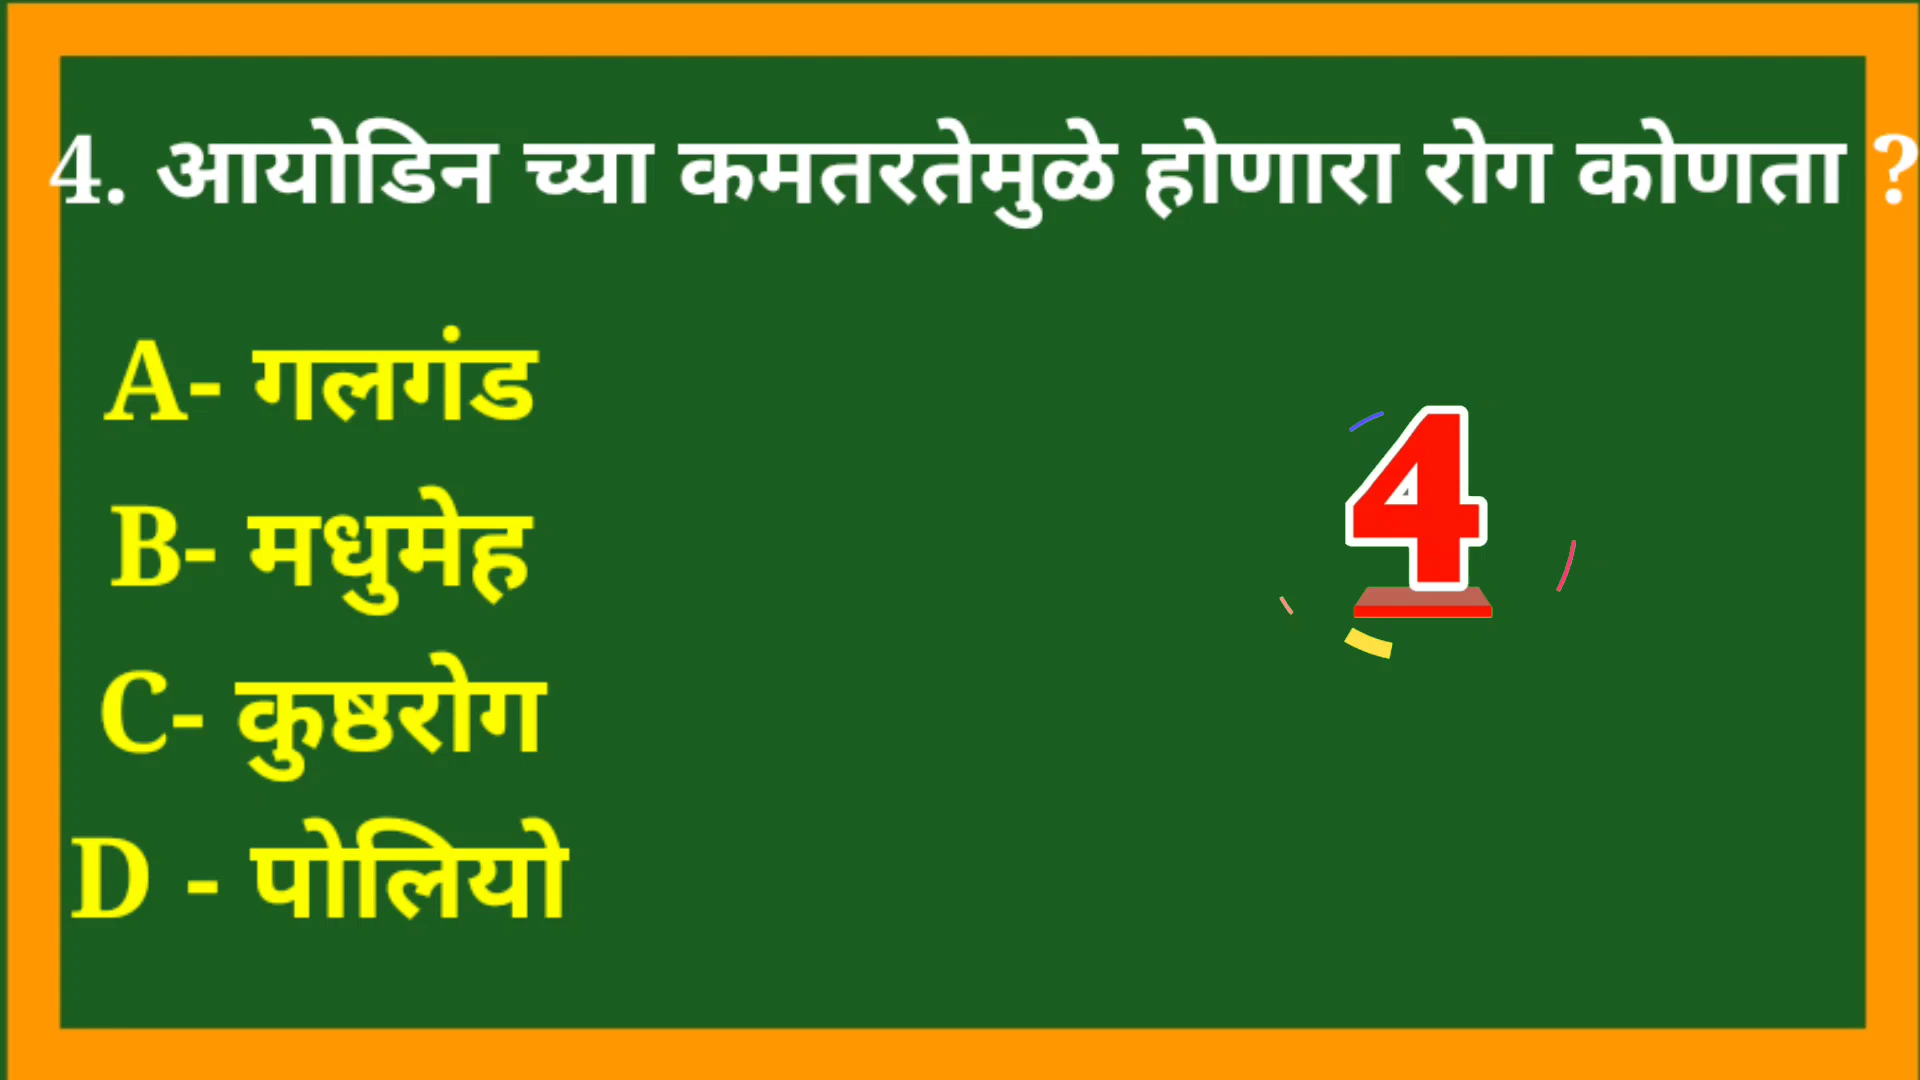 4. आयोडिन च्या कमतरतेमुळे होणारा रोग कोणता ?
A- गलगंड
B- मधुमेह
C- कुष्ठरोग
D - पोलियो
4